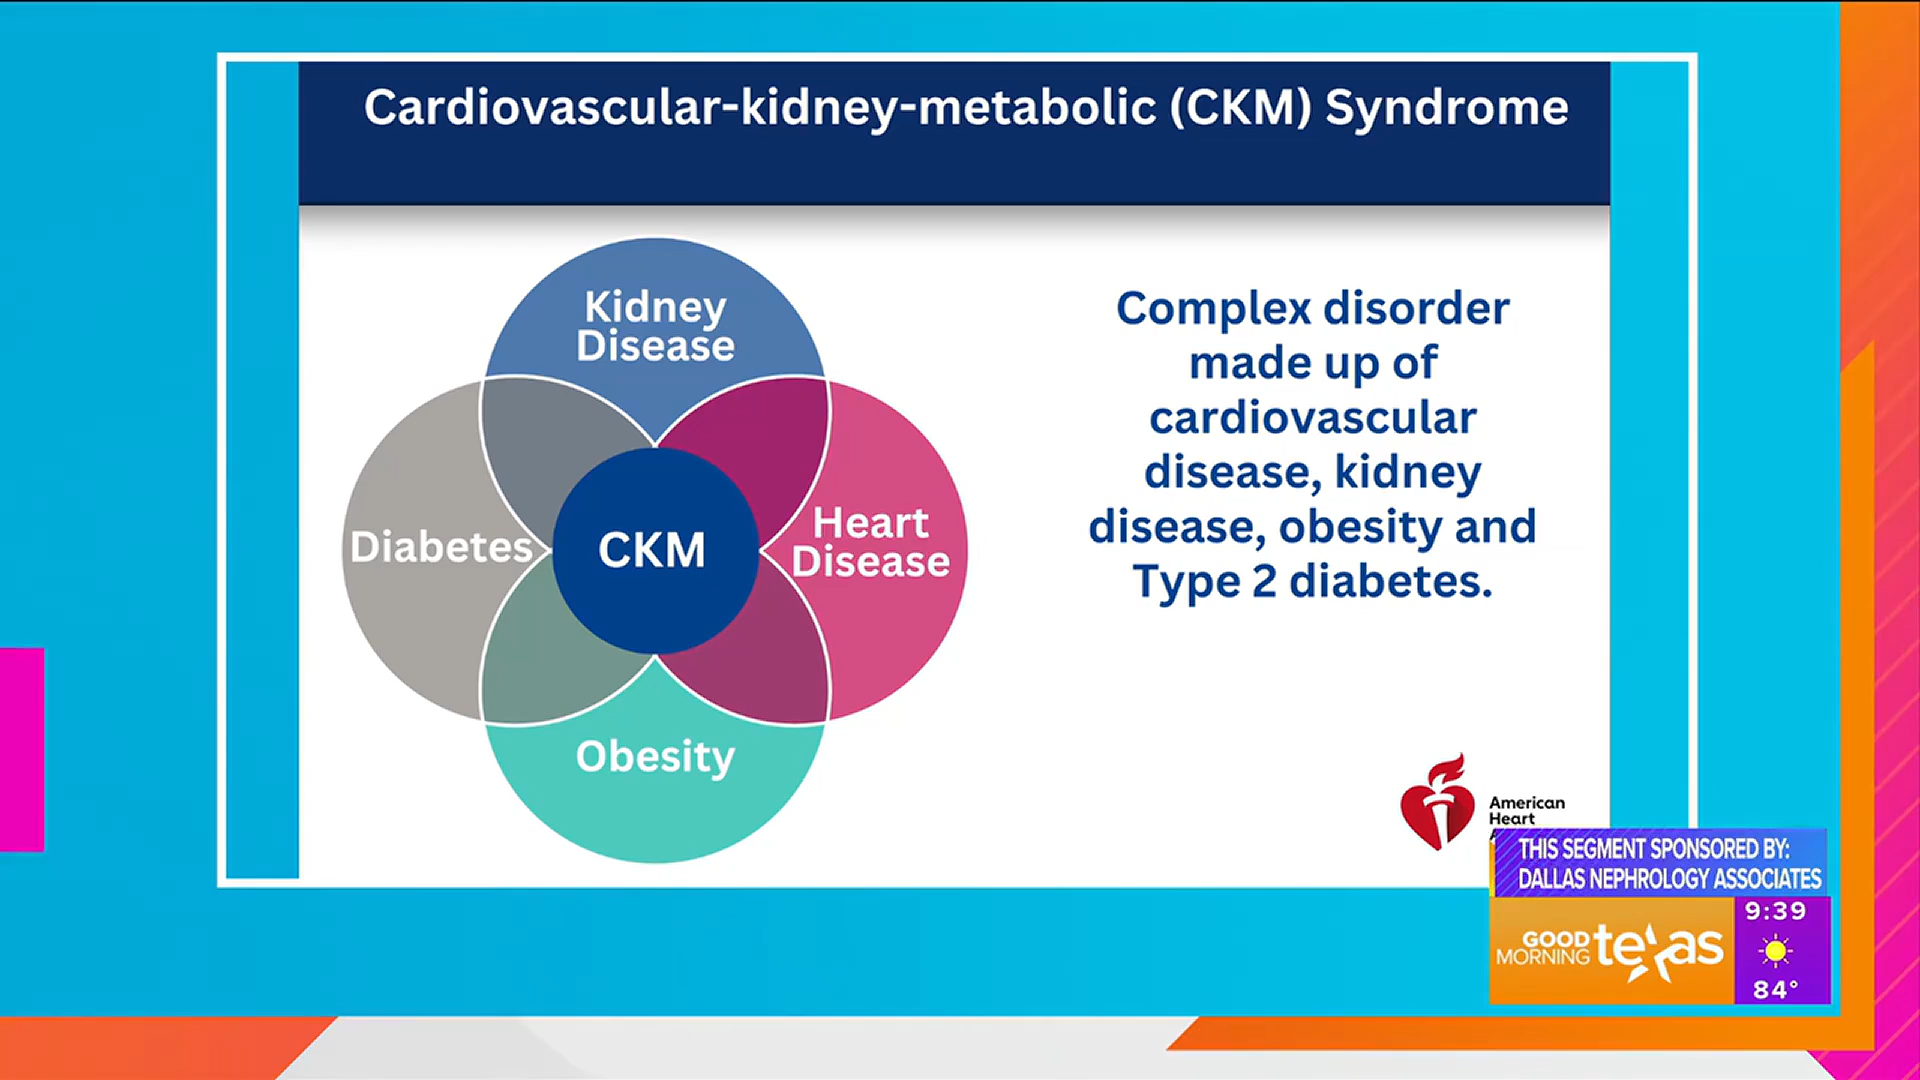 Cardiovascular-kidney-metabolic (CKM) Syndrome
Kidney
Disease
Diabetes
CKM
Heart
Disease
Obesity
Complex disorder
made up of
cardiovascular
disease, kidney
disease, obesity and
Type 2 diabetes.
American
Heart
THIS SEGMENT SPONSORED BY:
DALLAS NEPHROLOGY ASSOCIATES
GOOD
MORNING
texas
9:39
84°